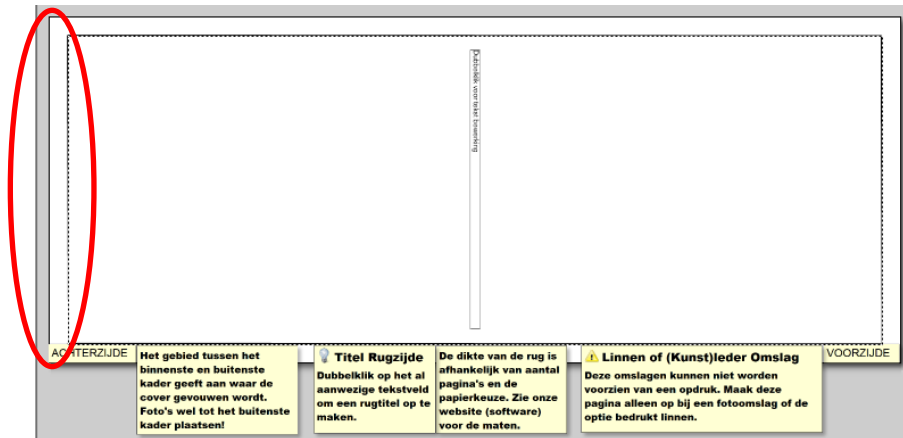 Dubbelklik voor tekst bewerking
ACHTERZIJDE
Het gebied tussen het
binnenste en buitenste
kader geeft aan waar de
cover gevouwen wordt.
Foto's wel tot het buitenste
kader plaatsen!
Titel Rugzijde
Dubbelklik op het al
aanwezige tekstveld
om een rugtitel op te
maken.
De dikte van de rug is
afhankelijk van aantal
pagina's en de
papierkeuze. Zie onze
website (software)
voor de maten.
Linnen of (Kunst)leder Omslag
Deze omslagen kunnen niet worden
voorzien van een opdruk. Maak deze
pagina alleen op bij een fotoomslag of de
optie bedrukt linnen.
VOORZIJDE